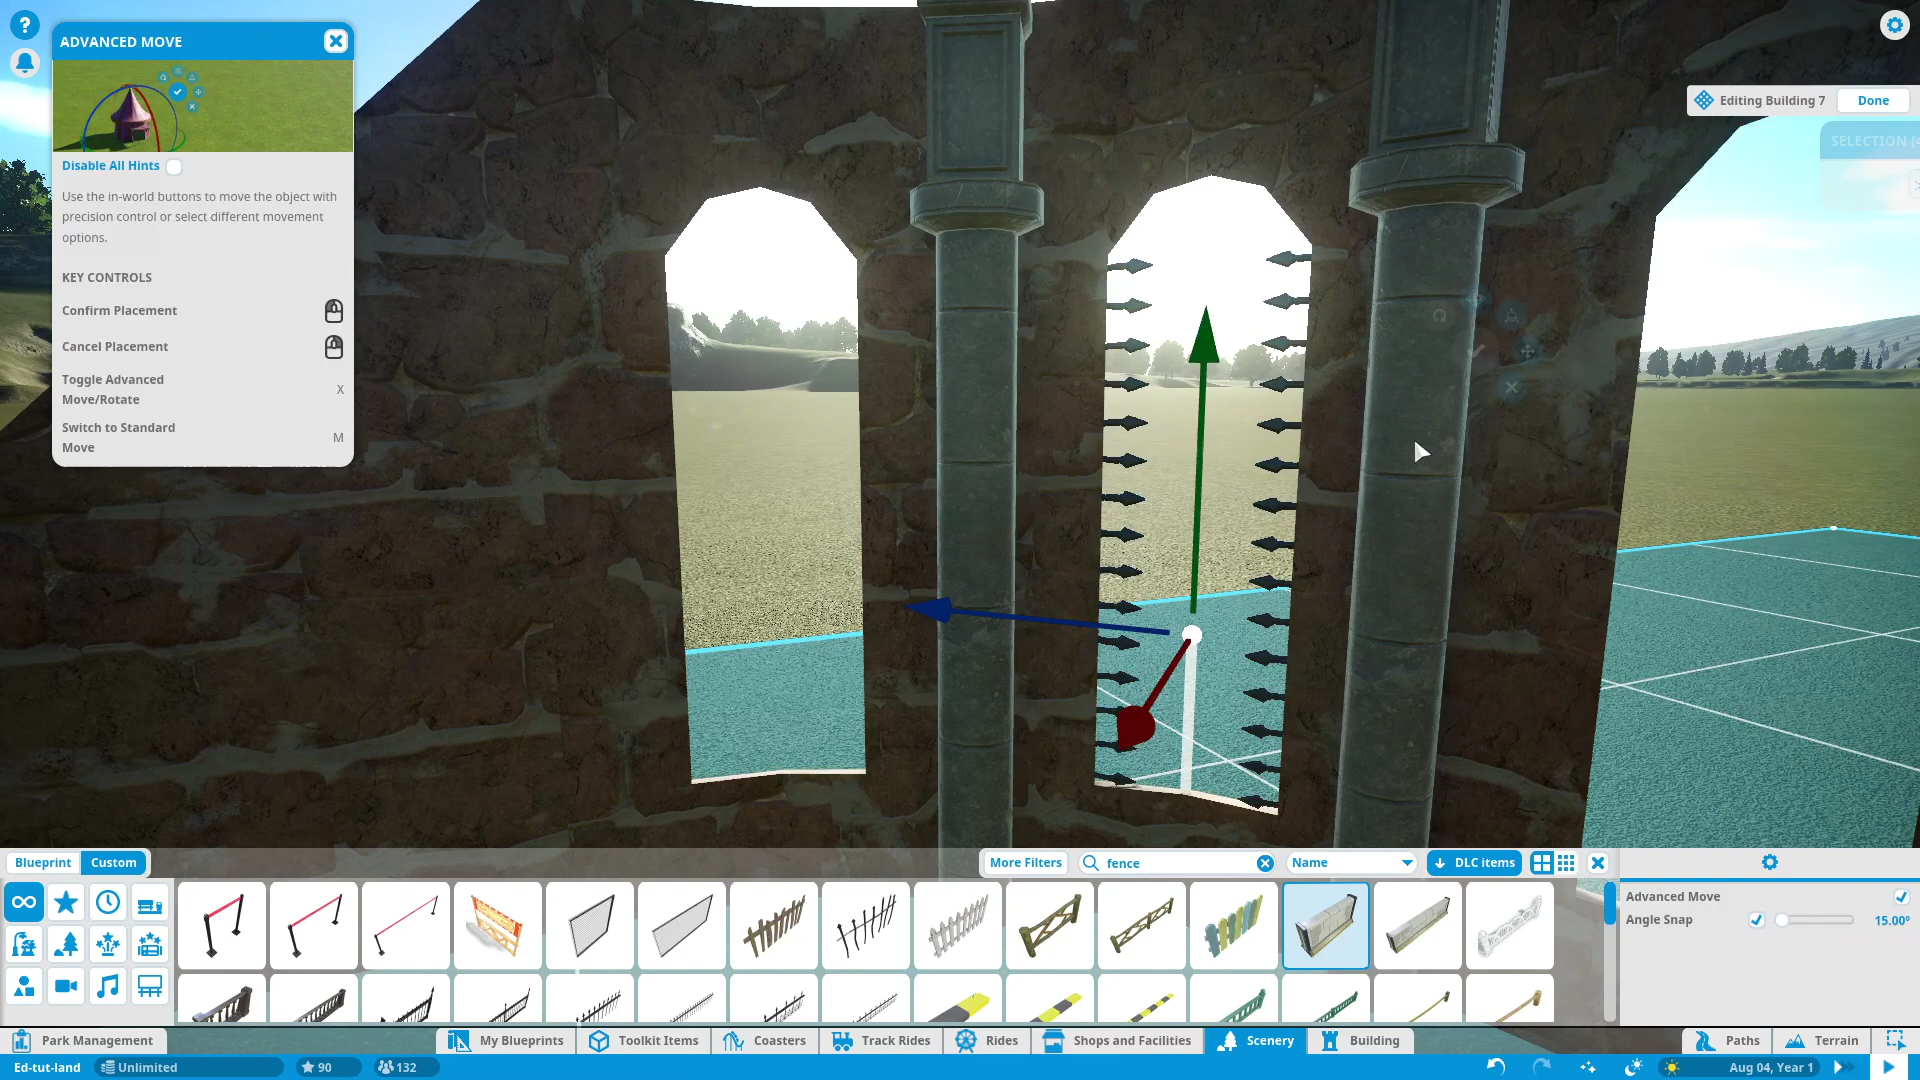 ?
ADVANCED MOVE
Disable All Hints
Use the in-world buttons to move the object with
precision control or select different movement
options.
KEY CONTROLS
Confirm Placement
Cancel Placement
Toggle Advanced
Move/Rotate
X
Switch to Standard
Move
M
Editing Building 7
Done
SELECTION (4
Blueprint
Custom
More Filters
fence
Name
DLC items
Advanced Move
Angle Snap
15.00°
Park Management
My Blueprints
Toolkit Items
Coasters
Track Rides
Rides
Shops and Facilities
Scenery
Building
Paths
Terrain
Ed-tut-land
Unlimited
90
132
Aug 04, Year 1